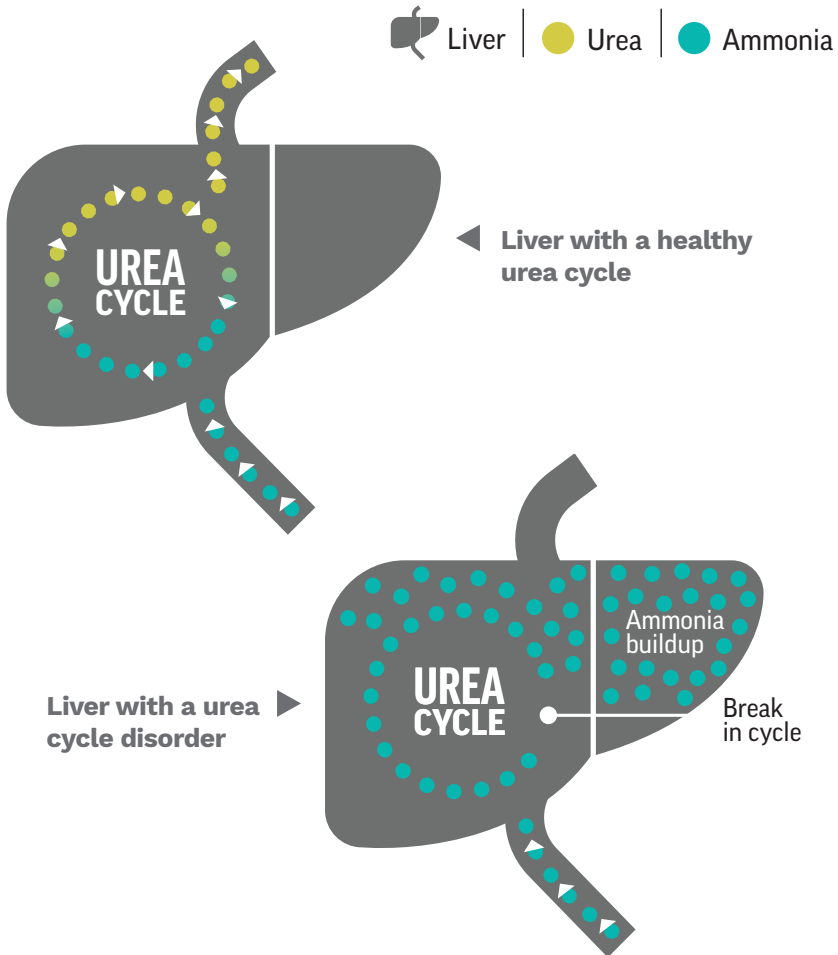 Liver
Urea
Ammonia
UREA
CYCLE
Liver with a healthy
urea cycle
Ammonia
buildup
UREA
CYCLE
Liver with a urea
cycle disorder
Break
in cycle